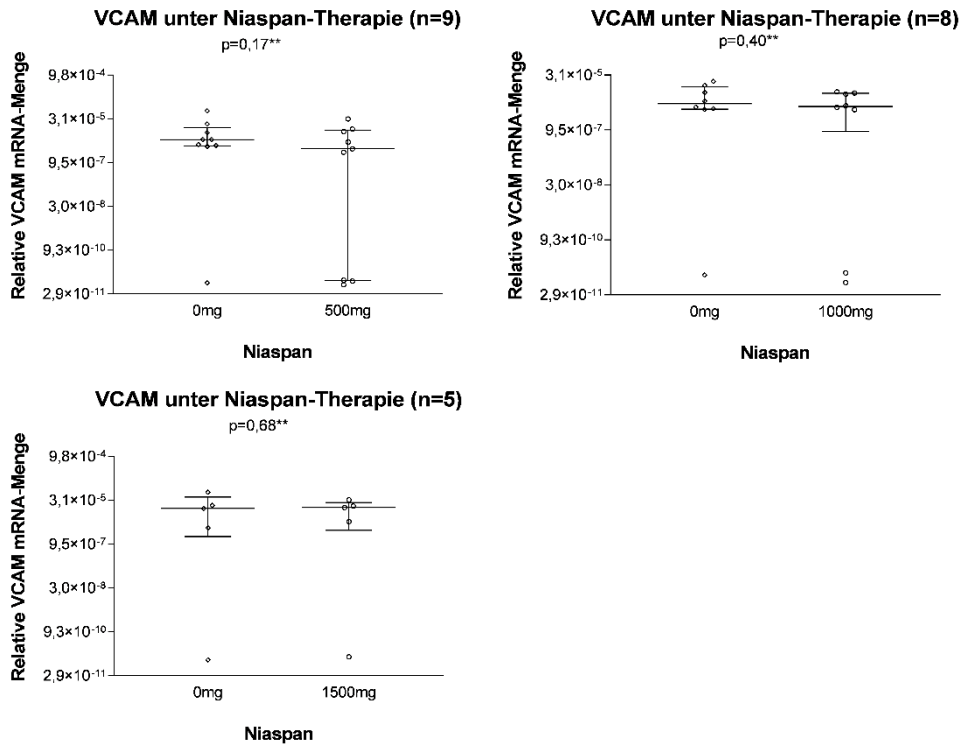 VCAM unter Niaspan-Therapie (n=9)
p=0,17**
Relative VCAM mRNA-Menge
9,8×10⁻⁴
3,1×10⁻⁵
9,5×10⁻⁷
3,0×10⁻⁸
9,3×10⁻¹⁰
2,9×10⁻¹¹
0mg 500mg
Niaspan
VCAM unter Niaspan-Therapie (n=8)
p=0,40**
Relative VCAM mRNA-Menge
3,1×10⁻⁵
9,5×10⁻⁷
3,0×10⁻⁸
9,3×10⁻¹⁰
2,9×10⁻¹¹
0mg 1000mg
Niaspan
VCAM unter Niaspan-Therapie (n=5)
p=0,68**
Relative VCAM mRNA-Menge
9,8×10⁻⁴
3,1×10⁻⁵
9,5×10⁻⁷
3,0×10⁻⁸
9,3×10⁻¹⁰
2,9×10⁻¹¹
0mg 1500mg
Niaspan